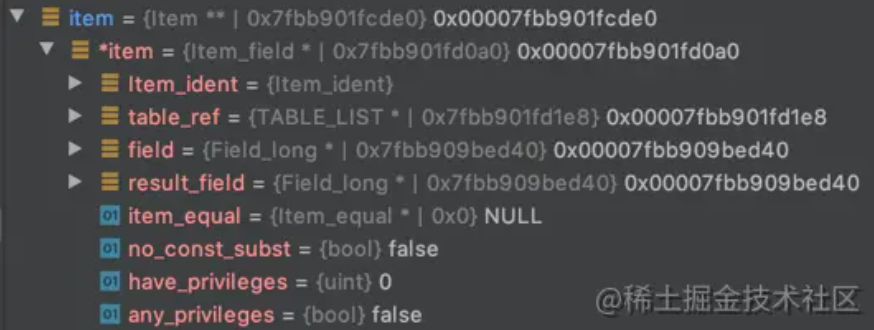 item = {Item ** | 0x7fbb901fcde0} 0x00007fbb901fcde0
*item = {Item_field * | 0x7fbb901fd0a0} 0x00007fbb901fd0a0
Item_ident = {Item_ident}
table_ref = {TABLE_LIST * | 0x7fbb901fd1e8} 0x00007fbb901fd1e8
field = {Field_long * | 0x7fbb909bed40} 0x00007fbb909bed40
result_field = {Field_long * | 0x7fbb909bed40} 0x00007fbb909bed40
01 item_equal = {Item_equal * | 0x0} NULL
01 no_const_subst = {bool} false
01 have_privileges = {uint} 0
01 any_privileges = {bool} false
@稀土掘金技术社区